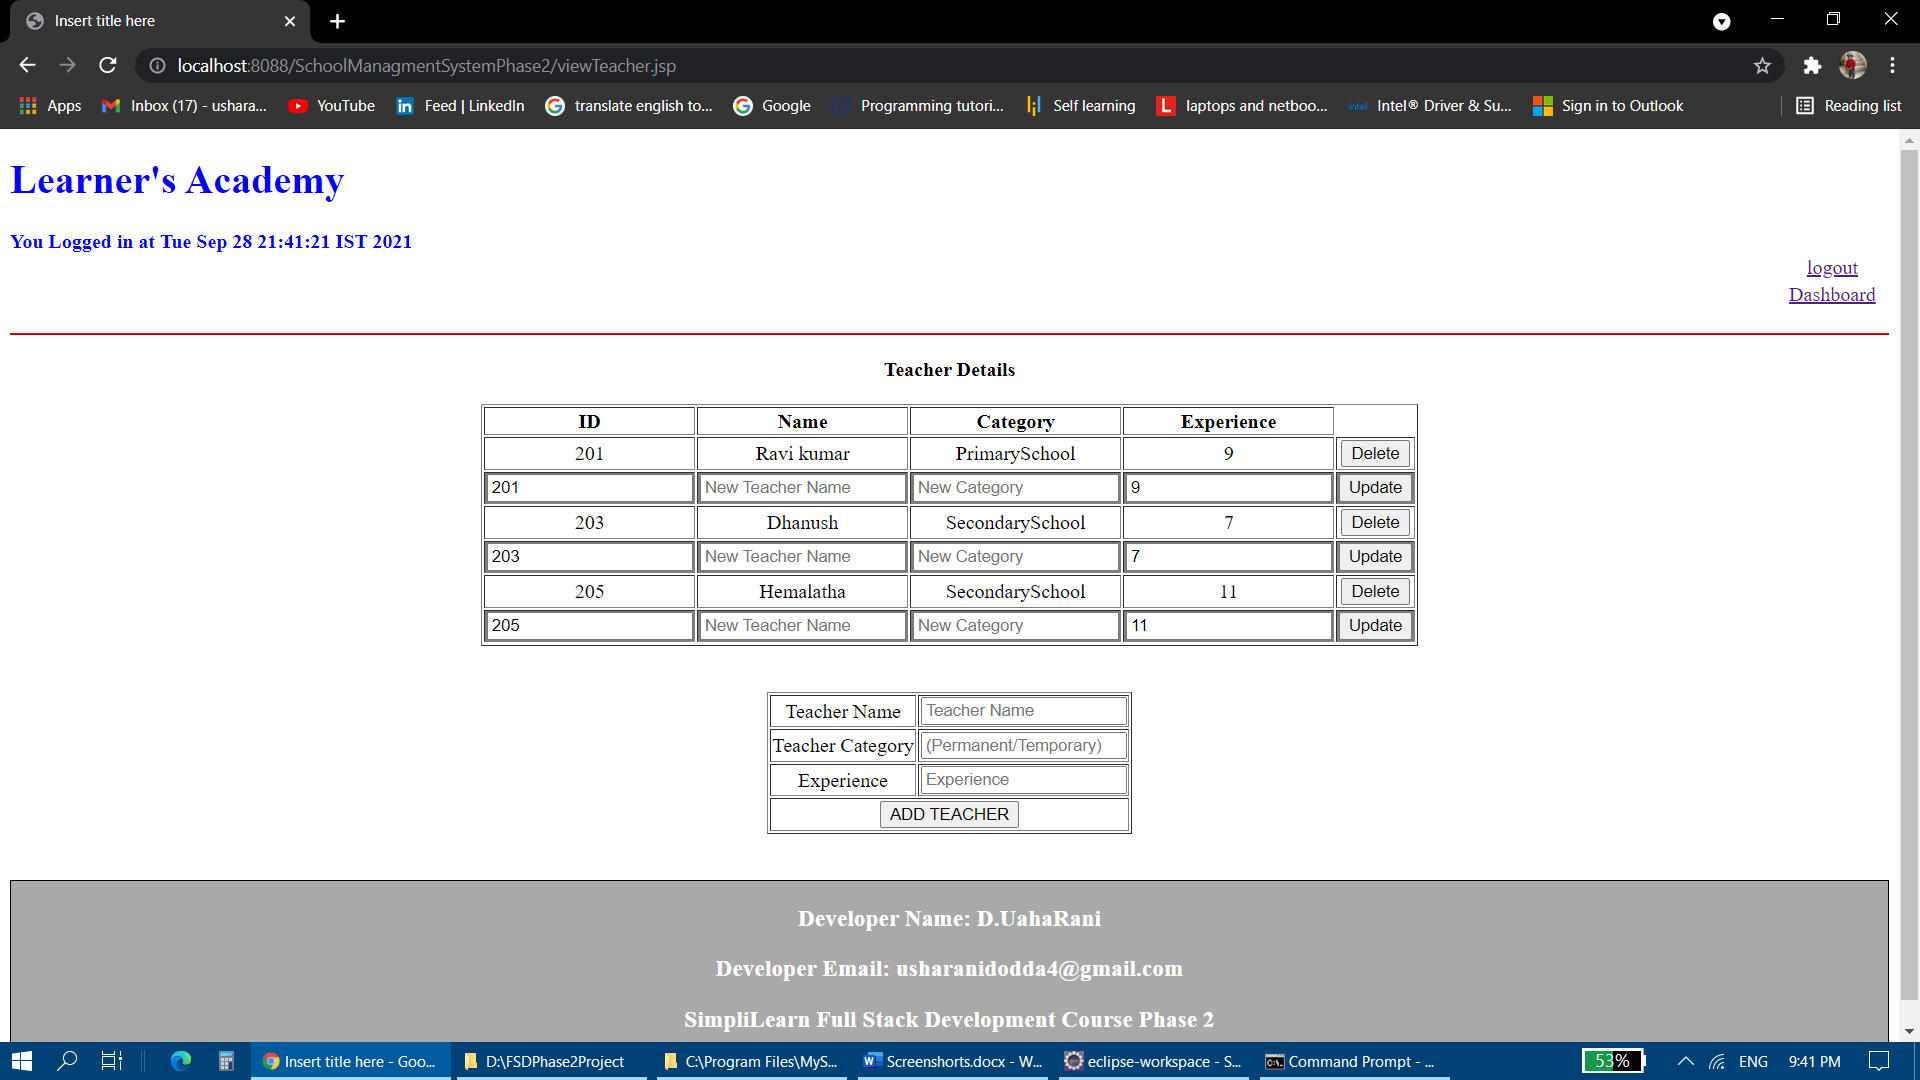 Insert title here
localhost:8088/SchoolManagmentSystemPhase2/viewTeacher.jsp
Apps Inbox (17) - ushara... YouTube Feed | LinkedIn translate english to... Google Programming tutori... Self learning laptops and netboo... Intel® Driver & Su... Sign in to Outlook Reading list
Learner's Academy
You Logged in at Tue Sep 28 21:41:21 IST 2021
logout
Dashboard
Teacher Details
ID Name Category Experience
201 Ravi kumar PrimarySchool 9 Delete
201 New Teacher Name New Category 9 Update
203 Dhanush SecondarySchool 7 Delete
203 New Teacher Name New Category 7 Update
205 Hemalatha SecondarySchool 11 Delete
205 New Teacher Name New Category 11 Update
Teacher Name Teacher Name
Teacher Category (Permanent/Temporary)
Experience Experience
ADD TEACHER
Developer Name: D.UahaRani
Developer Email: usharanidodda4@gmail.com
SimpliLearn Full Stack Development Course Phase 2
Insert title here - Goo... D:\FSDPhase2Project C:\Program Files\MyS... Screenshorts.docx - W... eclipse-workspace - S... Command Prompt - ... 53% ENG 9:41 PM